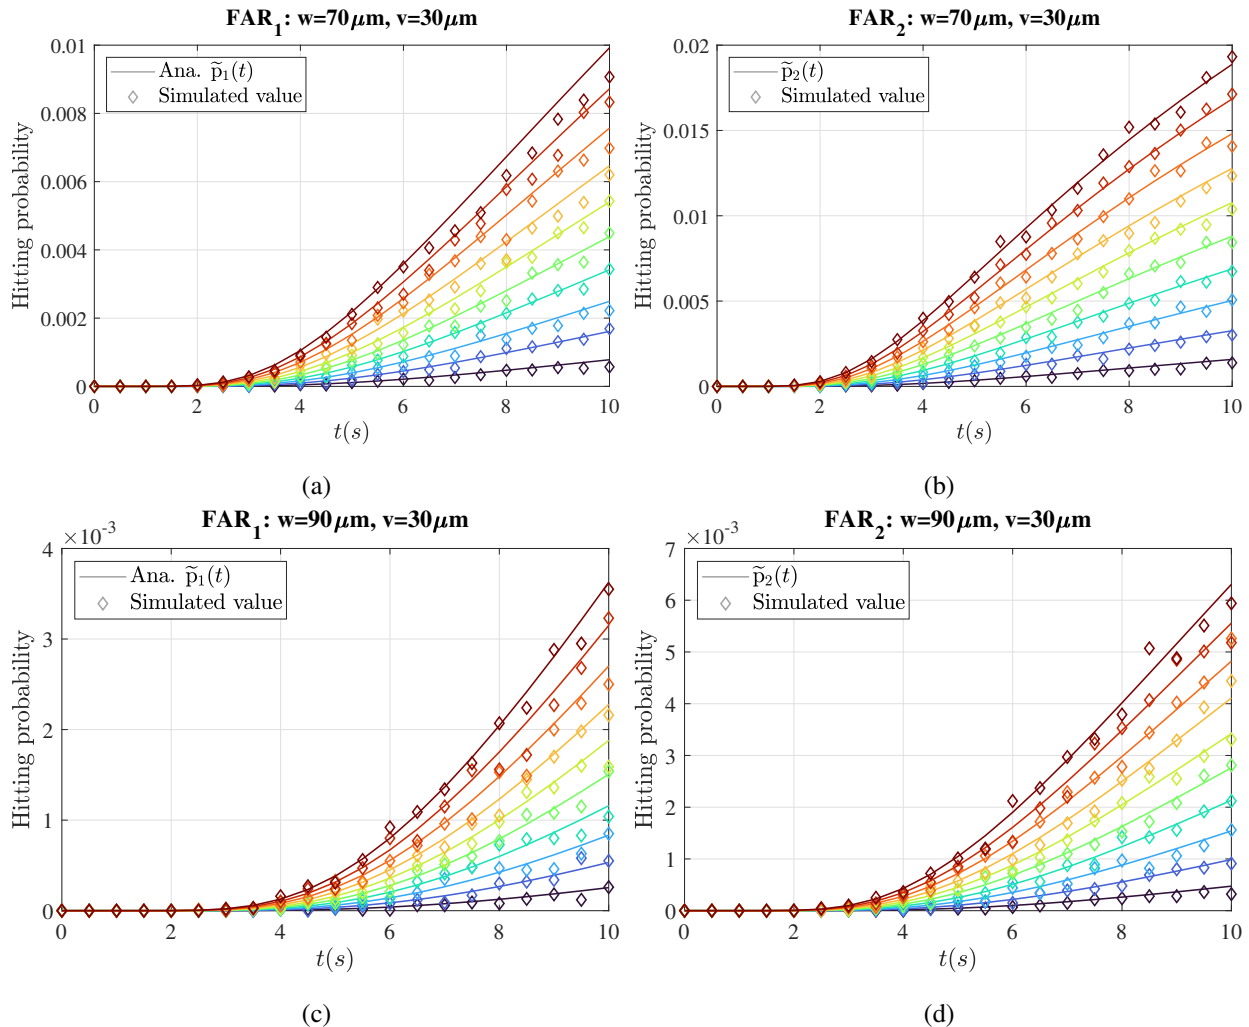 FAR₁: w=70μm, v=30μm
Hitting probability
0.01
0.008
0.006
0.004
0.002
0
Ana. p̃₁(t)
Simulated value
0 2 4 6 8 10
t(s)
(a)
FAR₂: w=70μm, v=30μm
Hitting probability
0.02
0.015
0.01
0.005
0
p̃₂(t)
Simulated value
0 2 4 6 8 10
t(s)
(b)
FAR₁: w=90μm, v=30μm
×10⁻³
Hitting probability
4
3
2
1
0
Ana. p̃₁(t)
Simulated value
0 2 4 6 8 10
t(s)
(c)
FAR₂: w=90μm, v=30μm
×10⁻³
Hitting probability
7
6
5
4
3
2
1
0
p̃₂(t)
Simulated value
0 2 4 6 8 10
t(s)
(d)